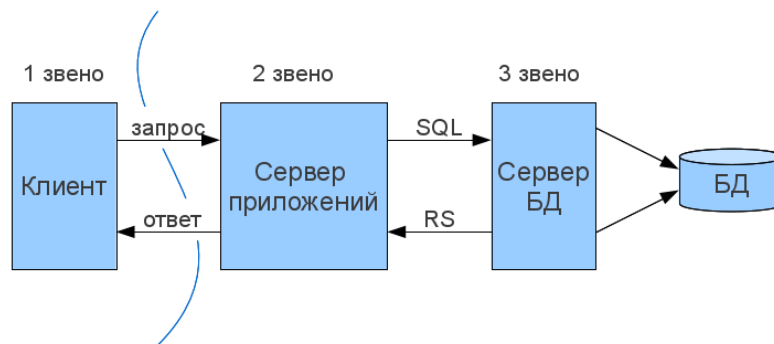 1 звено
2 звено
3 звено
Клиент
запрос
ответ
Сервер
приложений
SQL
RS
Сервер
БД
БД